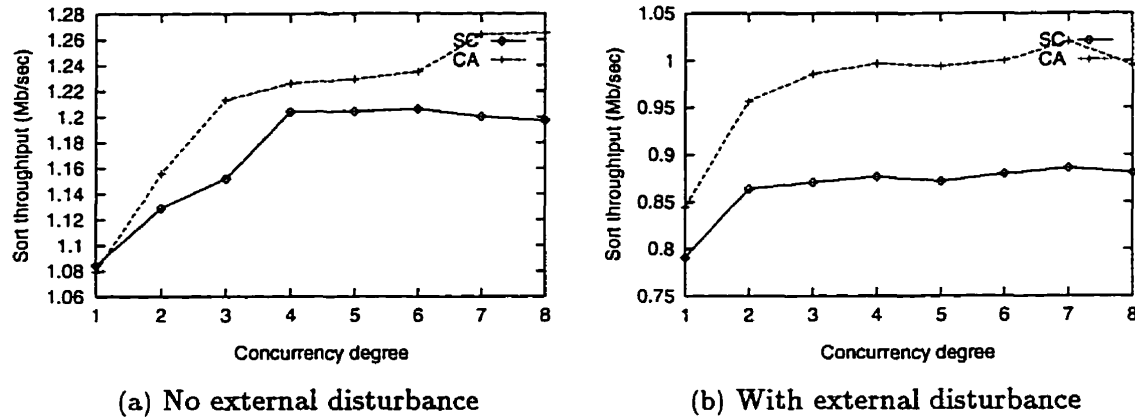 1.28
1.26
1.24
1.22
1.2
1.18
1.16
1.14
1.12
1.1
1.08
1.06
Sort throughtput (Mb/sec)
SC
CA
1 2 3 4 5 6 7 8
Concurrency degree
(a) No external disturbance
1.05
1
0.95
0.9
0.85
0.8
0.75
Sort throughtput (Mb/sec)
SC
CA
1 2 3 4 5 6 7 8
Concurrency degree
(b) With external disturbance